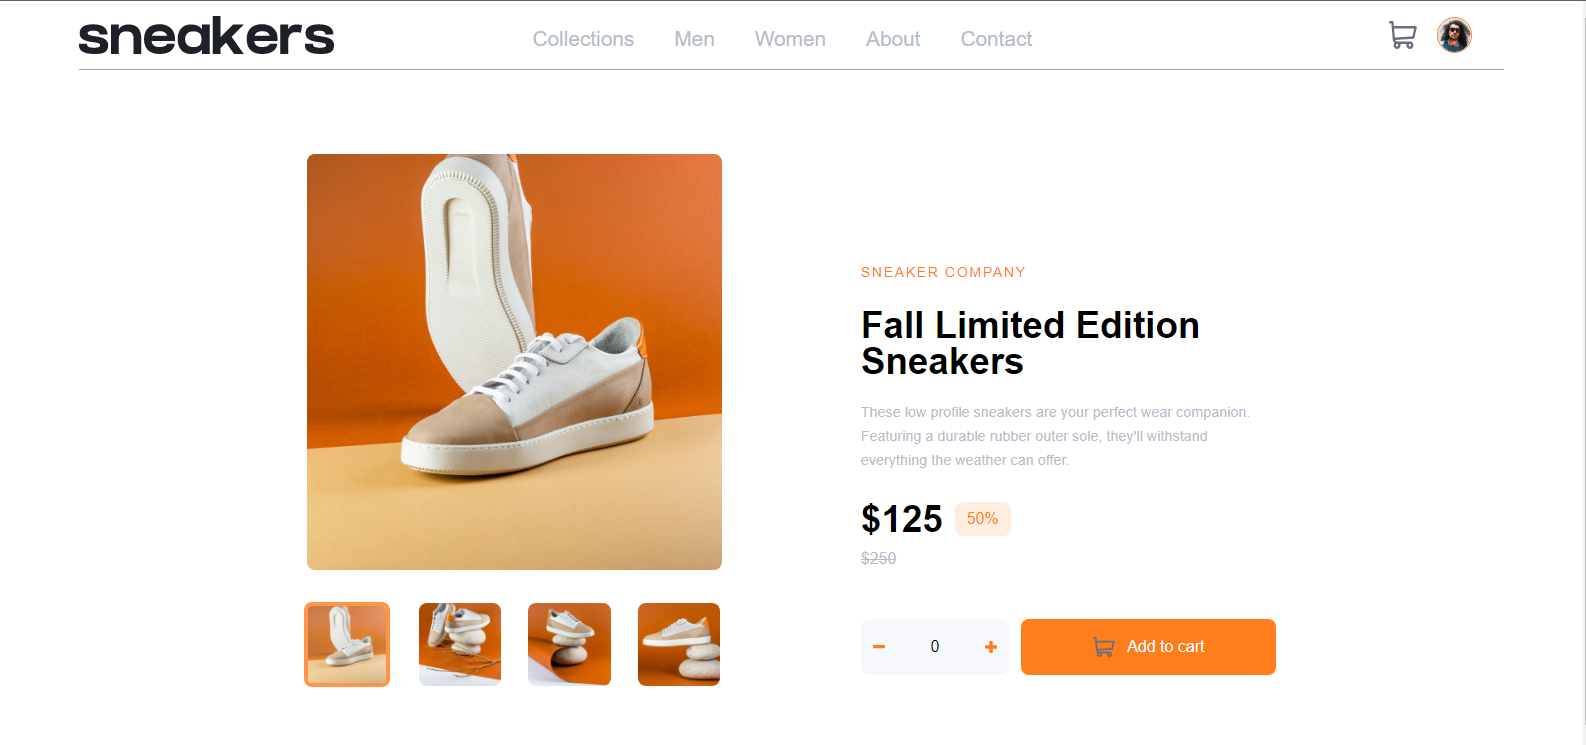 sneakers
Collections Men Women About Contact
SNEAKER COMPANY
Fall Limited Edition
Sneakers
These low profile sneakers are your perfect wear companion.
Featuring a durable rubber outer sole, they'll withstand
everything the weather can offer.
$125 50%
$250
0 Add to cart